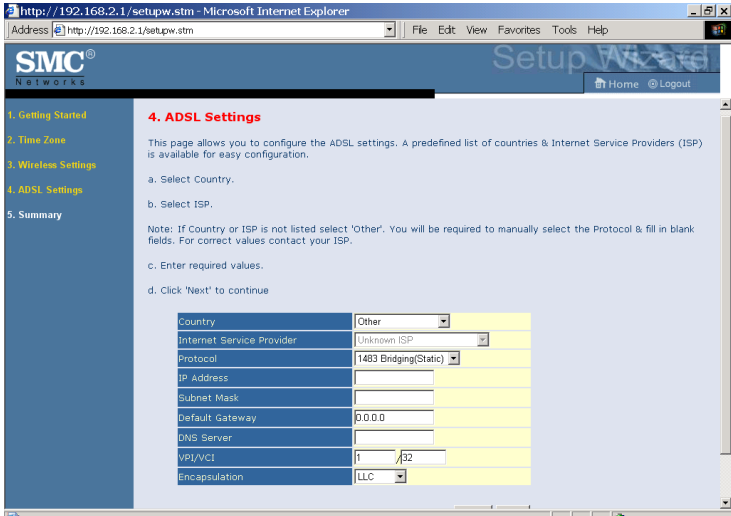 http://192.168.2.1/setupw.stm - Microsoft Internet Explorer
Address http://192.168.2.1/setupw.stm File Edit View Favorites Tools Help
SMC®
Networks
Setup Wizard
Home Logout
1. Getting Started
2. Time Zone
3. Wireless Settings
4. ADSL Settings
5. Summary
4. ADSL Settings
This page allows you to configure the ADSL settings. A predefined list of countries & Internet Service Providers (ISP)
is available for easy configuration.
a. Select Country.
b. Select ISP.
Note: If Country or ISP is not listed select 'Other'. You will be required to manually select the Protocol & fill in blank
fields. For correct values contact your ISP.
c. Enter required values.
d. Click 'Next' to continue
Country Other
Internet Service Provider Unknown ISP
Protocol 1483 Bridging(Static)
IP Address
Subnet Mask
Default Gateway 0.0.0.0
DNS Server
VPI/VCI 1 /32
Encapsulation LLC